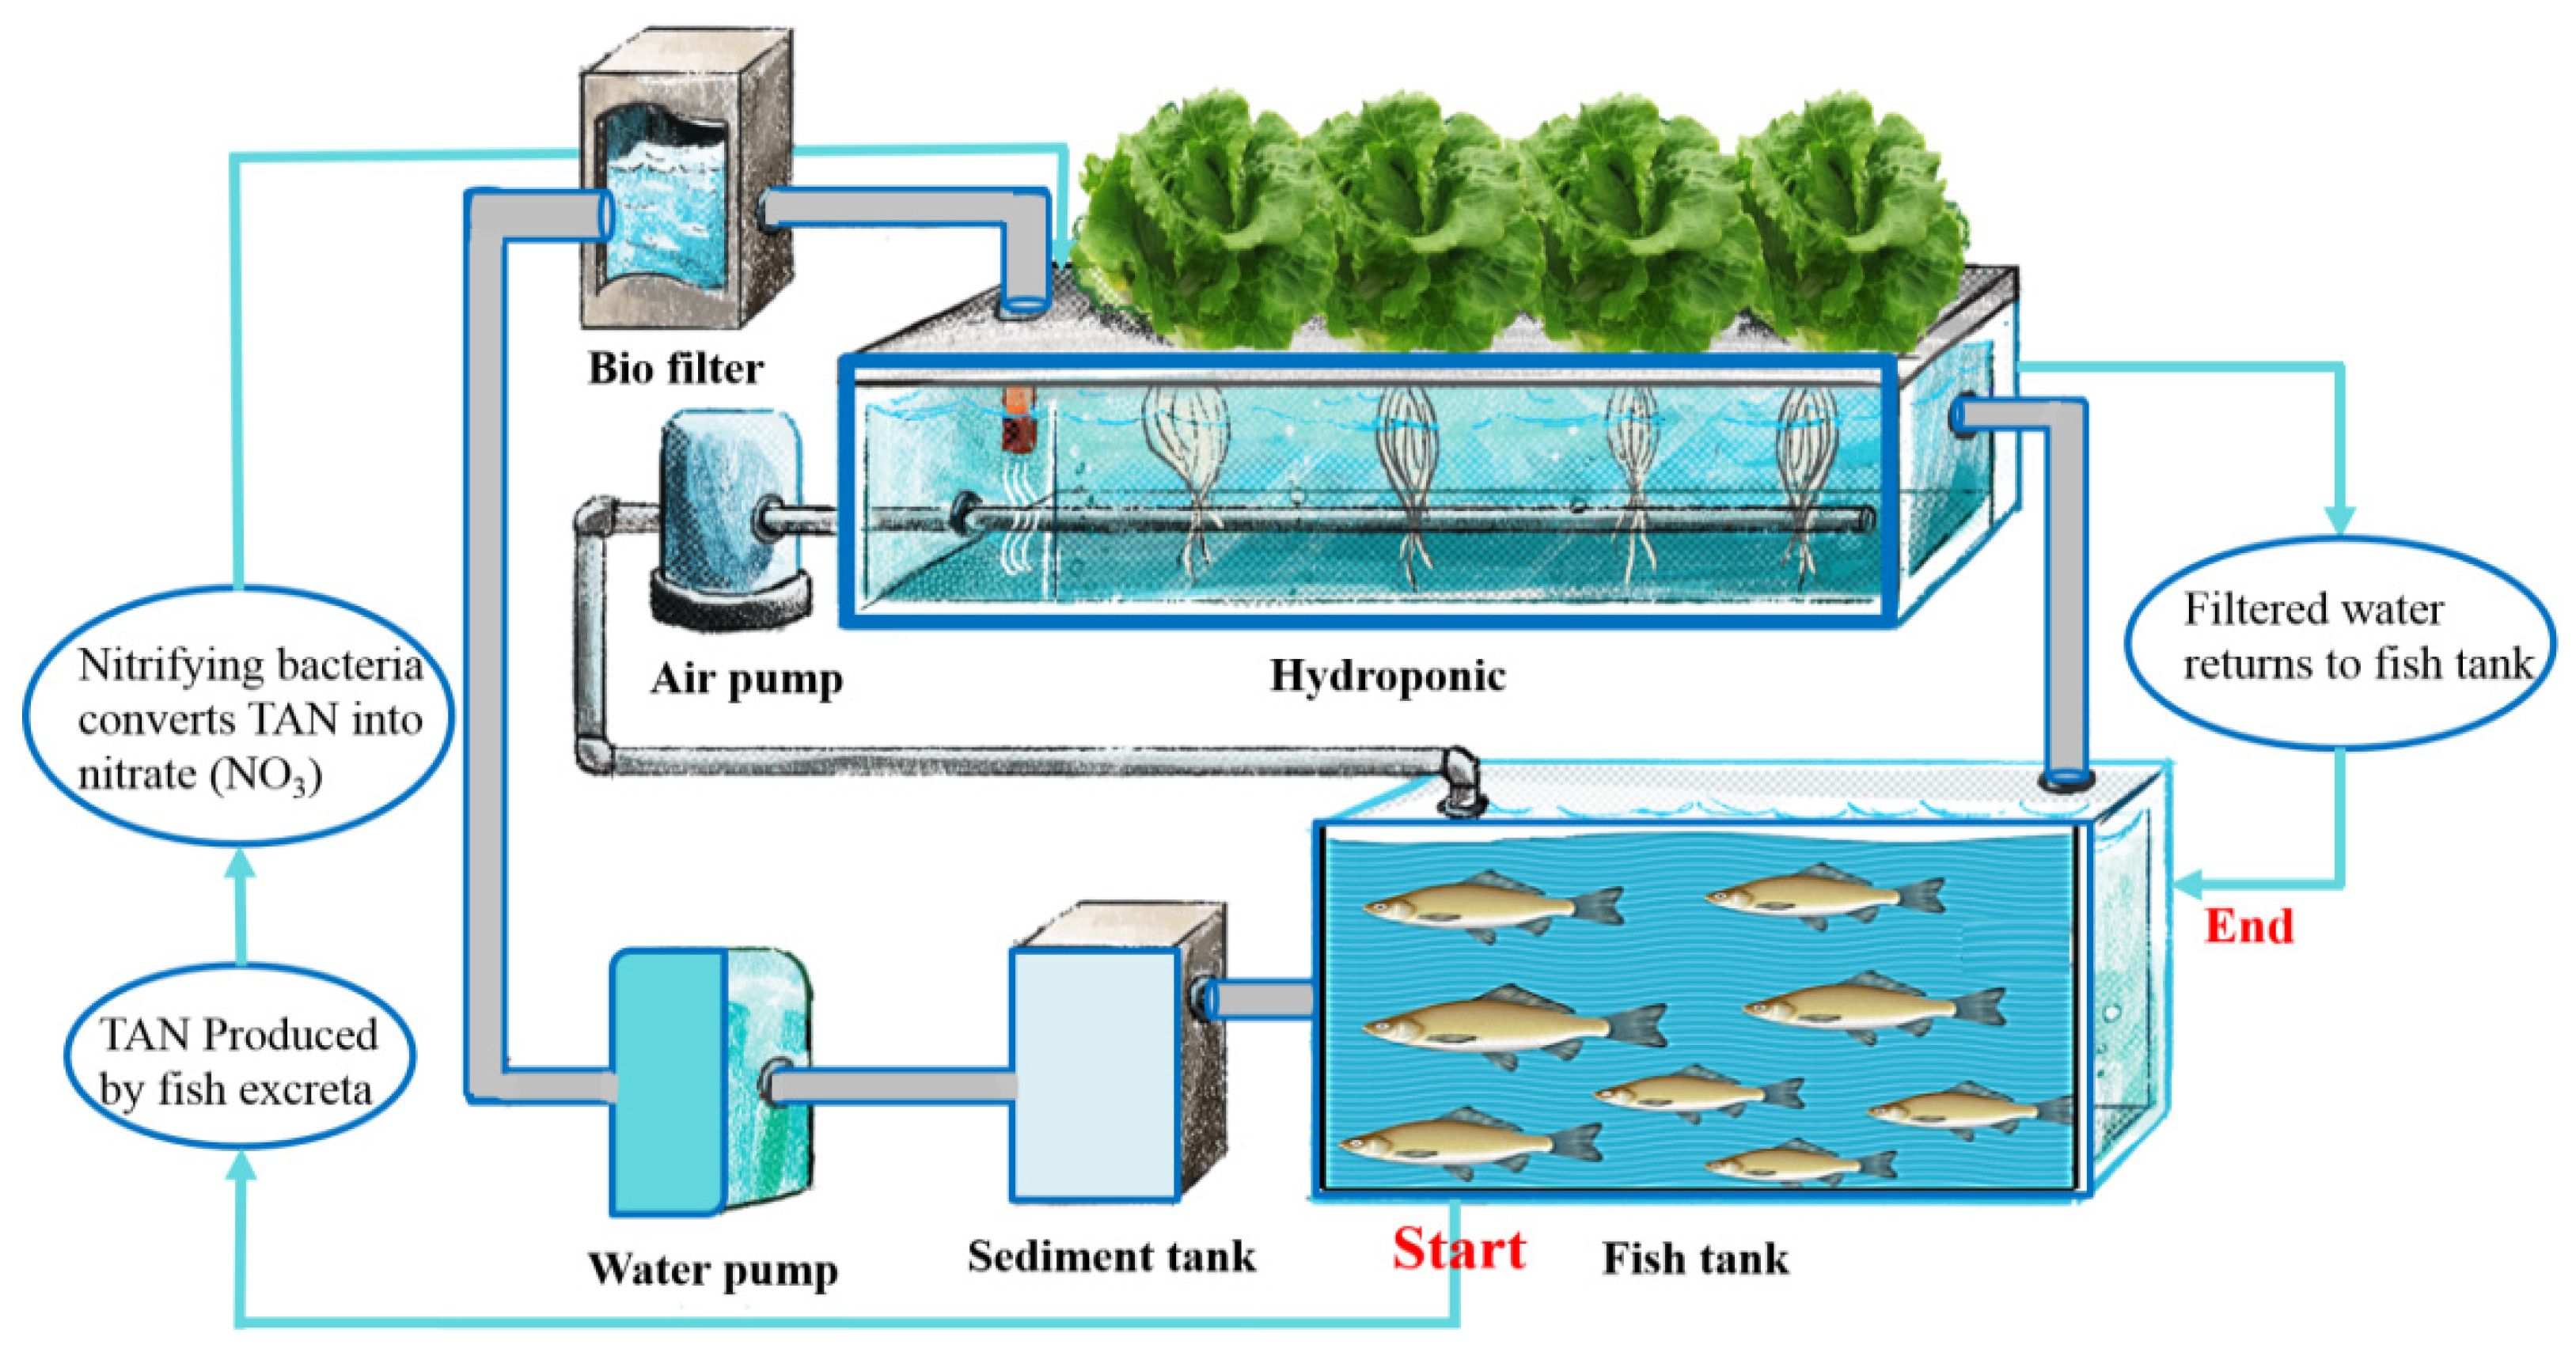 Bio filter
Air pump
Hydroponic
Filtered water
returns to fish tank
Nitrifying bacteria
converts TAN into
nitrate (NO₃)
End
TAN Produced
by fish excreta
Water pump
Sediment tank
Start
Fish tank